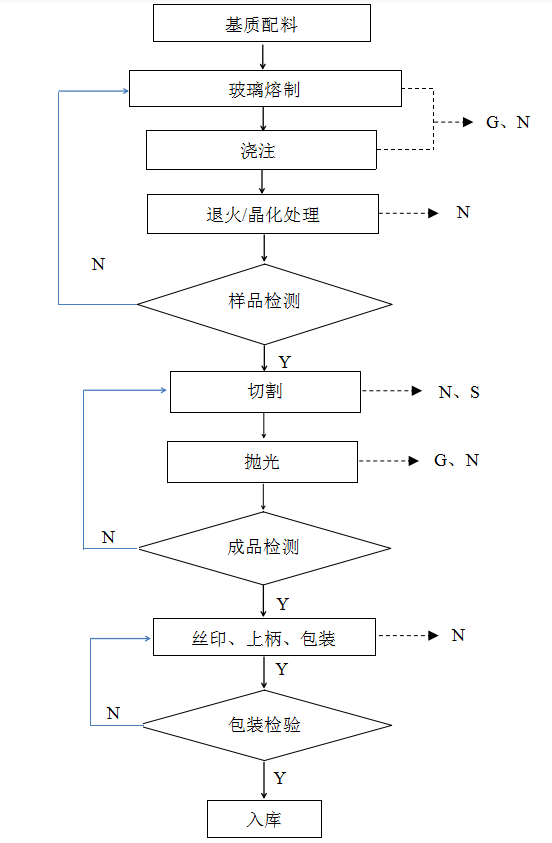 基质配料
玻璃熔制
G、N
浇注
退火/晶化处理
N
N
样品检测
Y
切割
N、S
抛光
G、N
N
成品检测
Y
丝印、上柄、包装
N
Y
N
包装检验
Y
入库